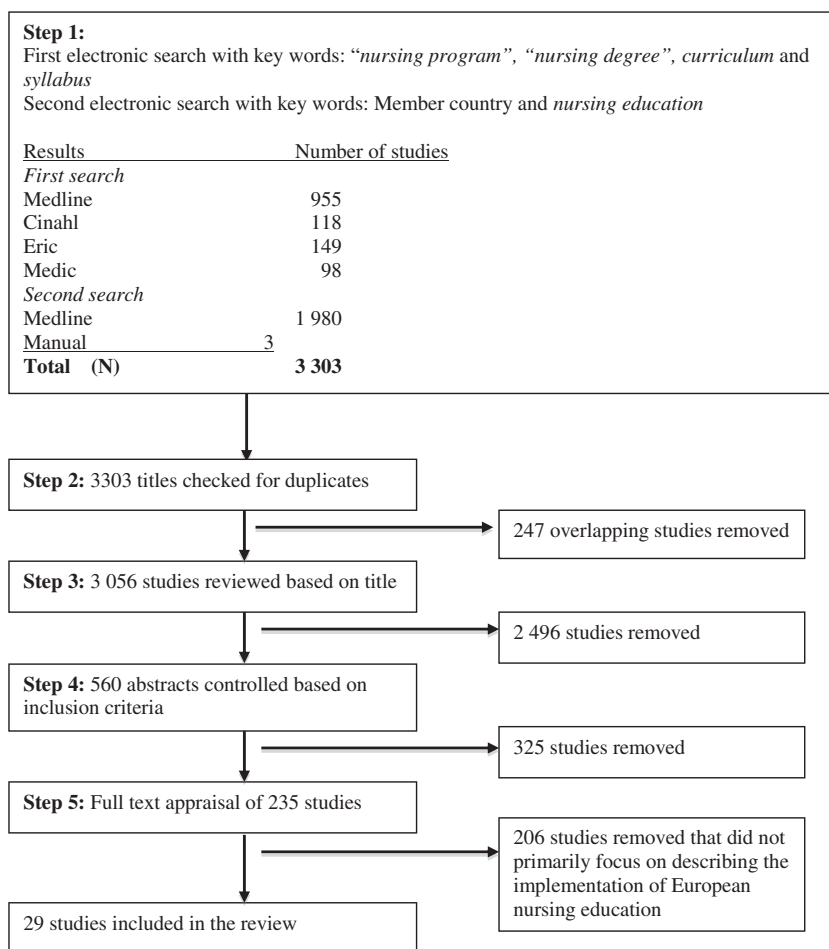 Step 1:
First electronic search with key words: “nursing program”, “nursing degree”, curriculum and
syllabus
Second electronic search with key words: Member country and nursing education
Results Number of studies
First search
Medline 955
Cinahl 118
Eric 149
Medic 98
Second search
Medline 1 980
Manual 3
Total (N) 3 303
Step 2: 3303 titles checked for duplicates
247 overlapping studies removed
Step 3: 3 056 studies reviewed based on title
2 496 studies removed
Step 4: 560 abstracts controlled based on
inclusion criteria
325 studies removed
Step 5: Full text appraisal of 235 studies
206 studies removed that did not
primarily focus on describing the
implementation of European
nursing education
29 studies included in the review